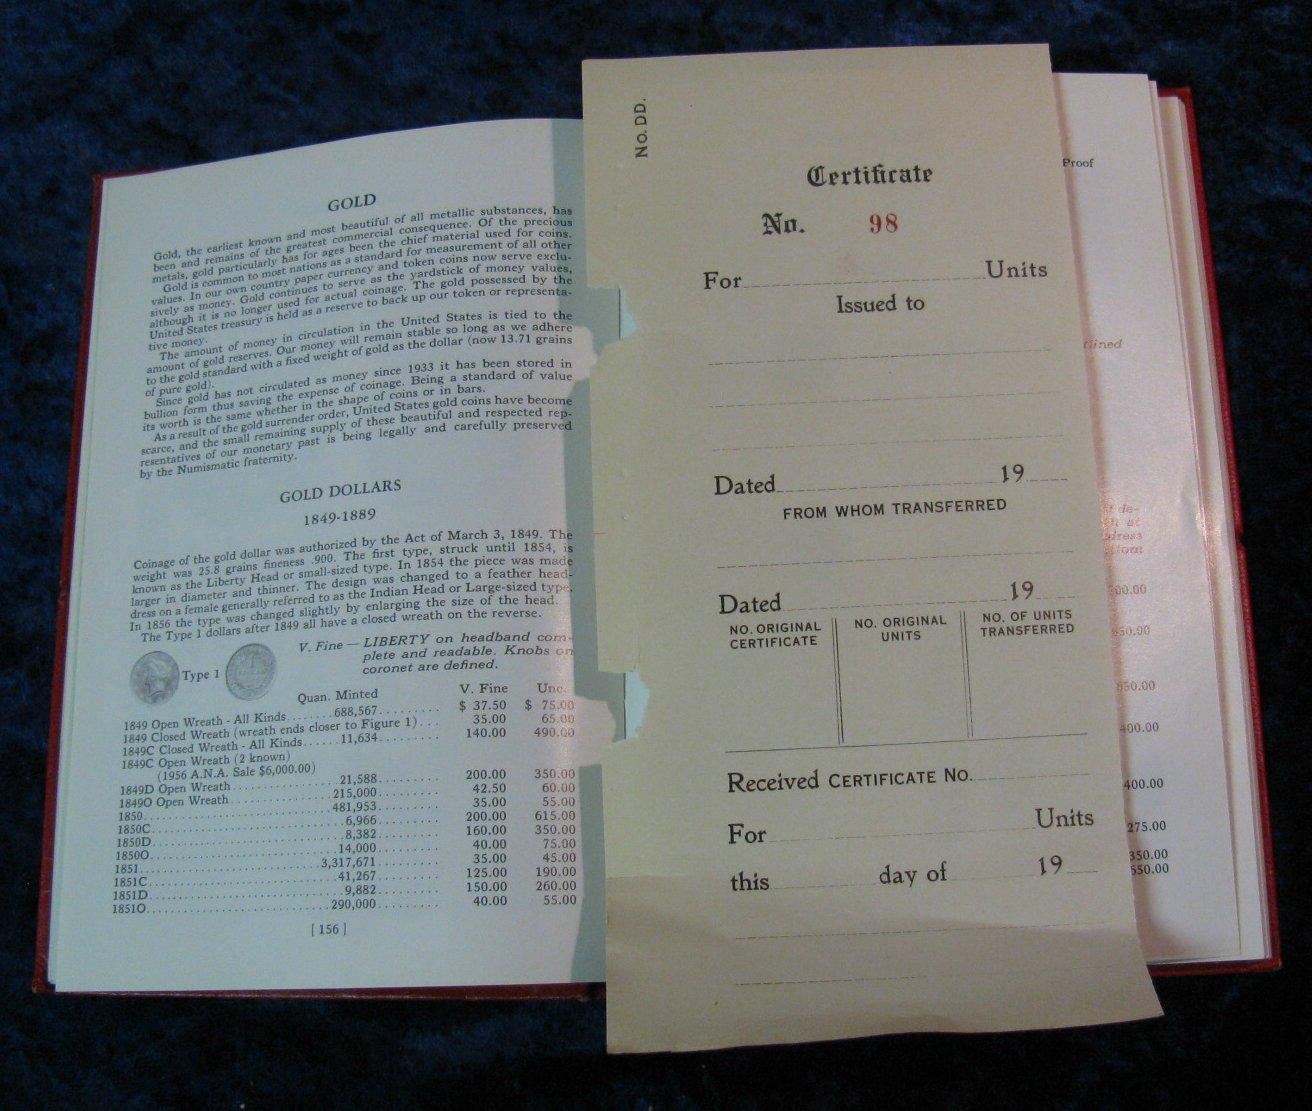 GOLD
Gold, the earliest known and most beautiful of all metallic substances, has
been and remains of the greatest commercial consequence. Of the precious
metals, gold particularly has for ages been the chief material used for coins.
Gold is common to most nations as a standard for measurement of all other
values. In our own country paper currency and token coins now serve exclu-
sively as money. Gold continues to serve as the yardstick of money values,
although it is no longer used for actual coinage. The gold possessed by the
United States treasury is held as a reserve to back up our token or representa-
tive money.
The amount of money in circulation in the United States is tied to the
amount of gold reserves. Our money will remain stable so long as we adhere
to the gold standard with a fixed weight of gold as the dollar (now 13.71 grains
of pure gold).
Since gold has not circulated as money since 1933 it has been stored in
bullion form thus saving the expense of coinage. Being a standard of value
its worth is the same whether in the shape of coins or in bars.
As a result of the gold surrender order, United States gold coins have become
scarce, and the small remaining supply of these beautiful and respected rep-
resentatives of our monetary past is being legally and carefully preserved
by the Numismatic fraternity.
GOLD DOLLARS
1849-1889
Coinage of the gold dollar was authorized by the Act of March 3, 1849. The
weight was 25.8 grains fineness .900. The first type, struck until 1854, is
known as the Liberty Head or small-sized type. In 1854 the piece was made
larger in diameter and thinner. The design was changed to a feather head-
dress on a female generally referred to as the Indian Head or Large-sized type.
In 1856 the type was changed slightly by enlarging the size of the head.
The Type 1 dollars after 1849 all have a closed wreath on the reverse.
Type 1
V. Fine — LIBERTY on headband com-
plete and readable. Knobs on
coronet are defined.
Quan. Minted V. Fine Unc.
1849 Open Wreath - All Kinds.......688,567......... $ 37.50 $ 75.00
1849 Closed Wreath (wreath ends closer to Figure 1)... 35.00 65.00
1849C Closed Wreath - All Kinds......11,634......... 140.00 490.00
1849C Open Wreath (2 known)
(1956 A.N.A. Sale $6,000.00)
1849D Open Wreath................21,588......... 200.00 350.00
1849O Open Wreath...............215,000......... 42.50 60.00
1850...........................481,953......... 35.00 55.00
1850C............................6,966......... 200.00 615.00
1850D............................8,382......... 160.00 350.00
1850O...........................14,000......... 40.00 75.00
1851.........................3,317,671......... 35.00 45.00
1851C...........................41,267......... 125.00 190.00
1851D............................9,882......... 150.00 260.00
1851O..........................290,000......... 40.00 55.00
[ 156 ]
No. DD.
Certificate
No. 98
For Units
Issued to
Dated 19
FROM WHOM TRANSFERRED
Dated 19
NO. ORIGINAL CERTIFICATE NO. ORIGINAL UNITS NO. OF UNITS TRANSFERRED
Received CERTIFICATE No.
For Units
this day of 19
Proof
400.00
400.00
275.00
350.00